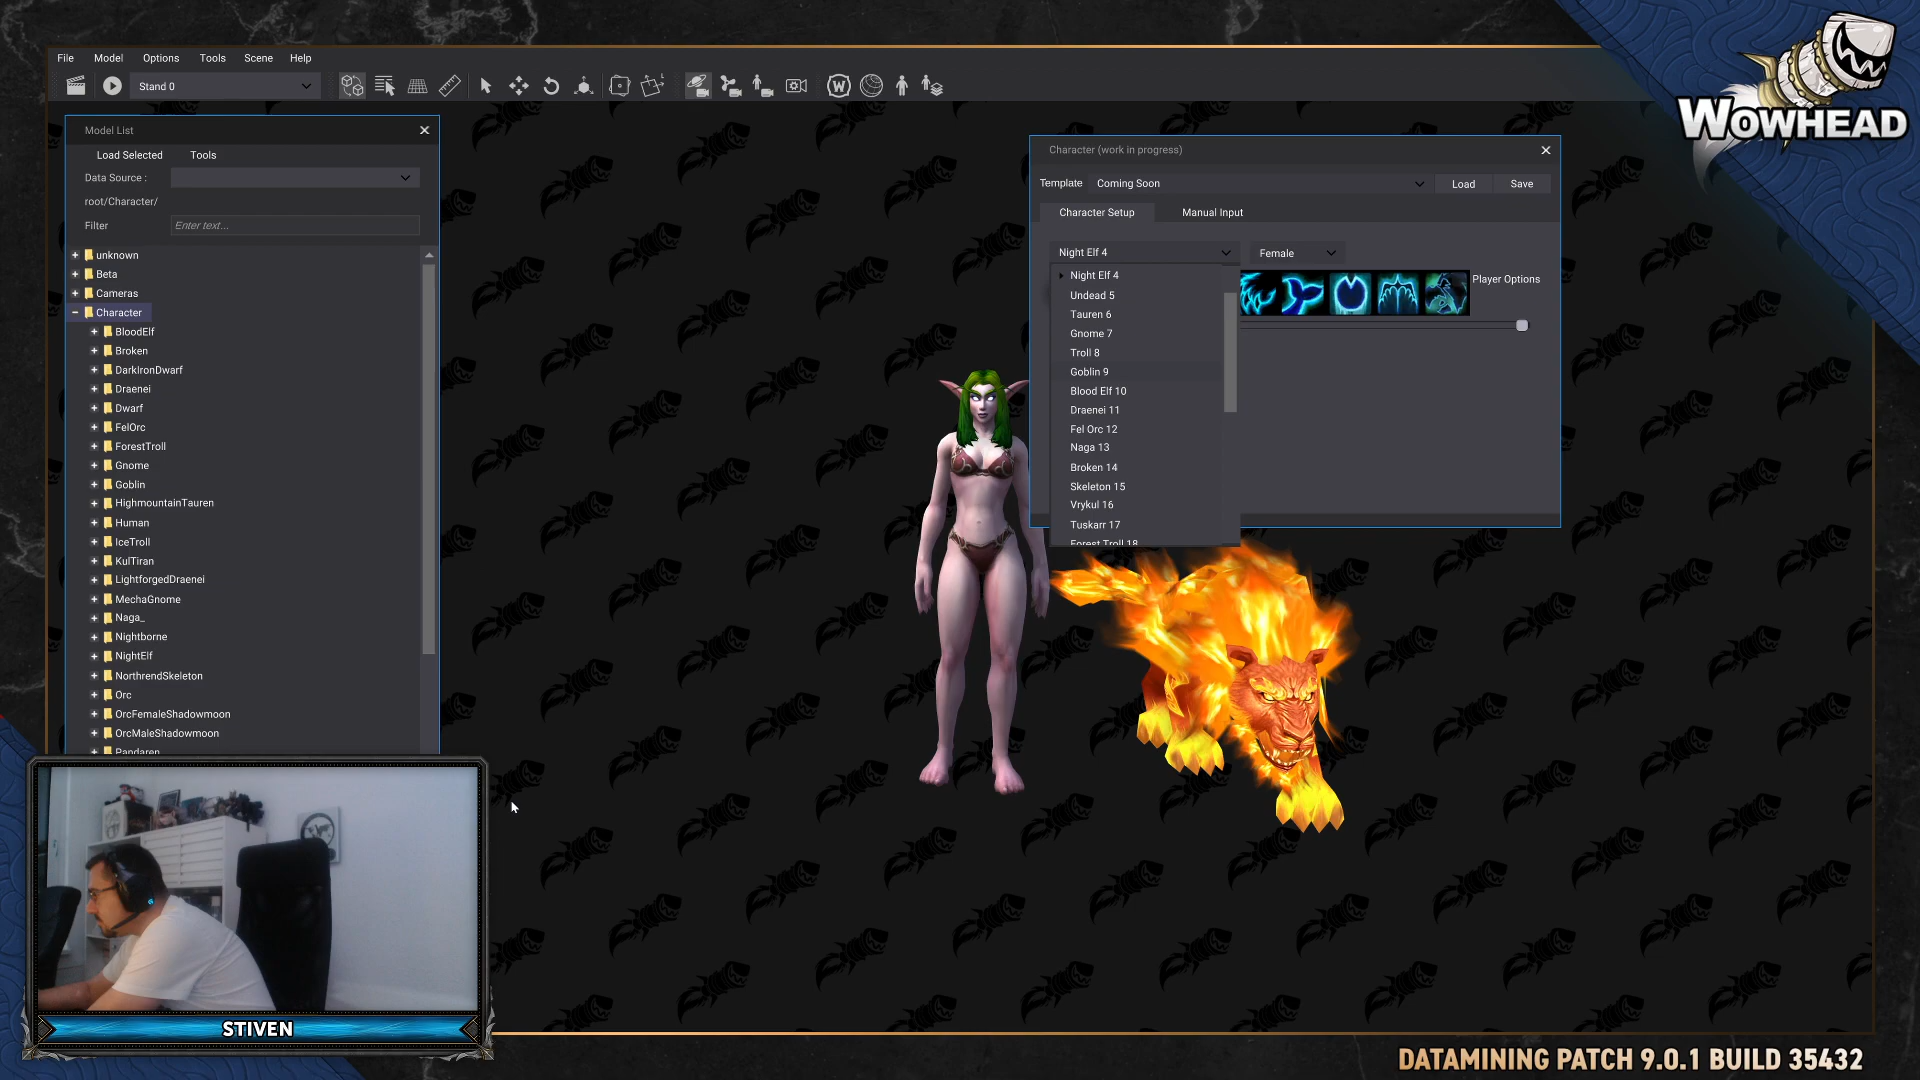 File Model Options Tools Scene Help
Stand 0
Model List
Load Selected Tools
Data Source :
root/Character/
Filter Enter text...
unknown
Beta
Cameras
Character
BloodElf
Broken
DarkIronDwarf
Draenei
Dwarf
FelOrc
ForestTroll
Gnome
Goblin
HighmountainTauren
Human
IceTroll
KulTiran
LightforgedDraenei
MechaGnome
Naga_
Nightborne
NightElf
NorthrendSkeleton
Orc
OrcFemaleShadowmoon
OrcMaleShadowmoon
Pandaren
Character (work in progress)
Template Coming Soon Load Save
Character Setup Manual Input
Night Elf 4 Female
Night Elf 4
Undead 5
Tauren 6
Gnome 7
Troll 8
Goblin 9
Blood Elf 10
Draenei 11
Fel Orc 12
Naga 13
Broken 14
Skeleton 15
Vrykul 16
Tuskarr 17
Forest Troll 18
Player Options
WOWHEAD
STIVEN
DATAMINING PATCH 9.0.1 BUILD 35432